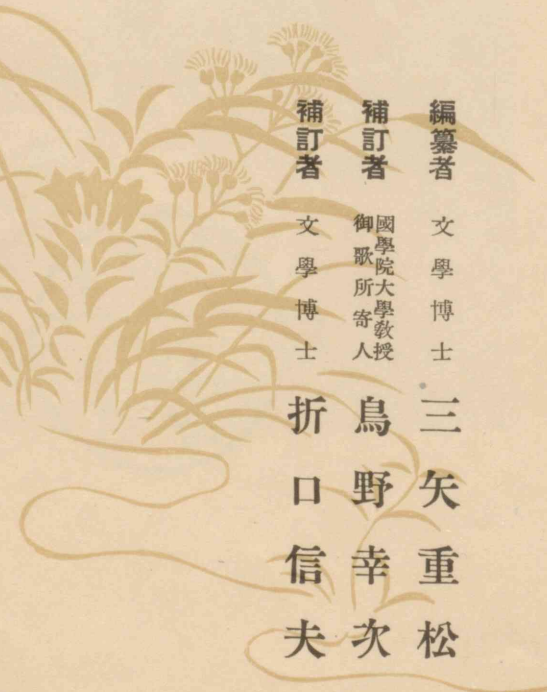 編纂者 文學博士 三矢重松
補訂者 國學院大學敎授 御歌所寄人 鳥野幸次
補訂者 文學博士 折口信夫